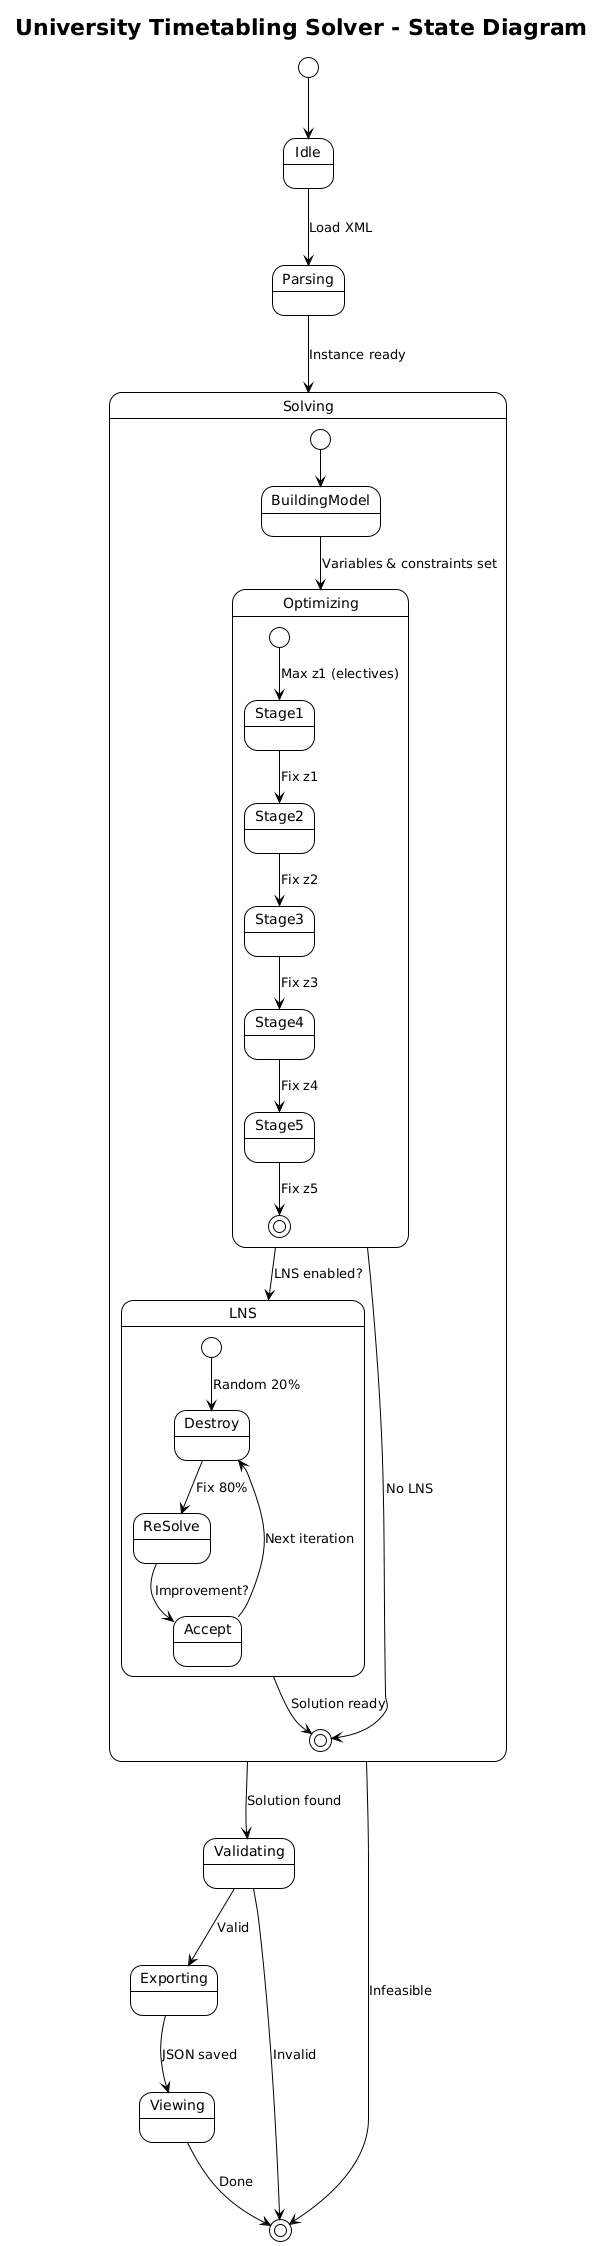 University Timetabling Solver - State Diagram
Idle
Load XML
Parsing
Instance ready
Solving
BuildingModel
Variables & constraints set
Optimizing
Max z1 (electives)
Stage1
Fix z1
Stage2
Fix z2
Stage3
Fix z3
Stage4
Fix z4
Stage5
Fix z5
LNS enabled?
LNS
Random 20%
Destroy
Fix 80%
No LNS
ReSolve
Next iteration
Improvement?
Accept
Solution ready
Solution found
Validating
Valid
Exporting
Infeasible
JSON saved
Invalid
Viewing
Done